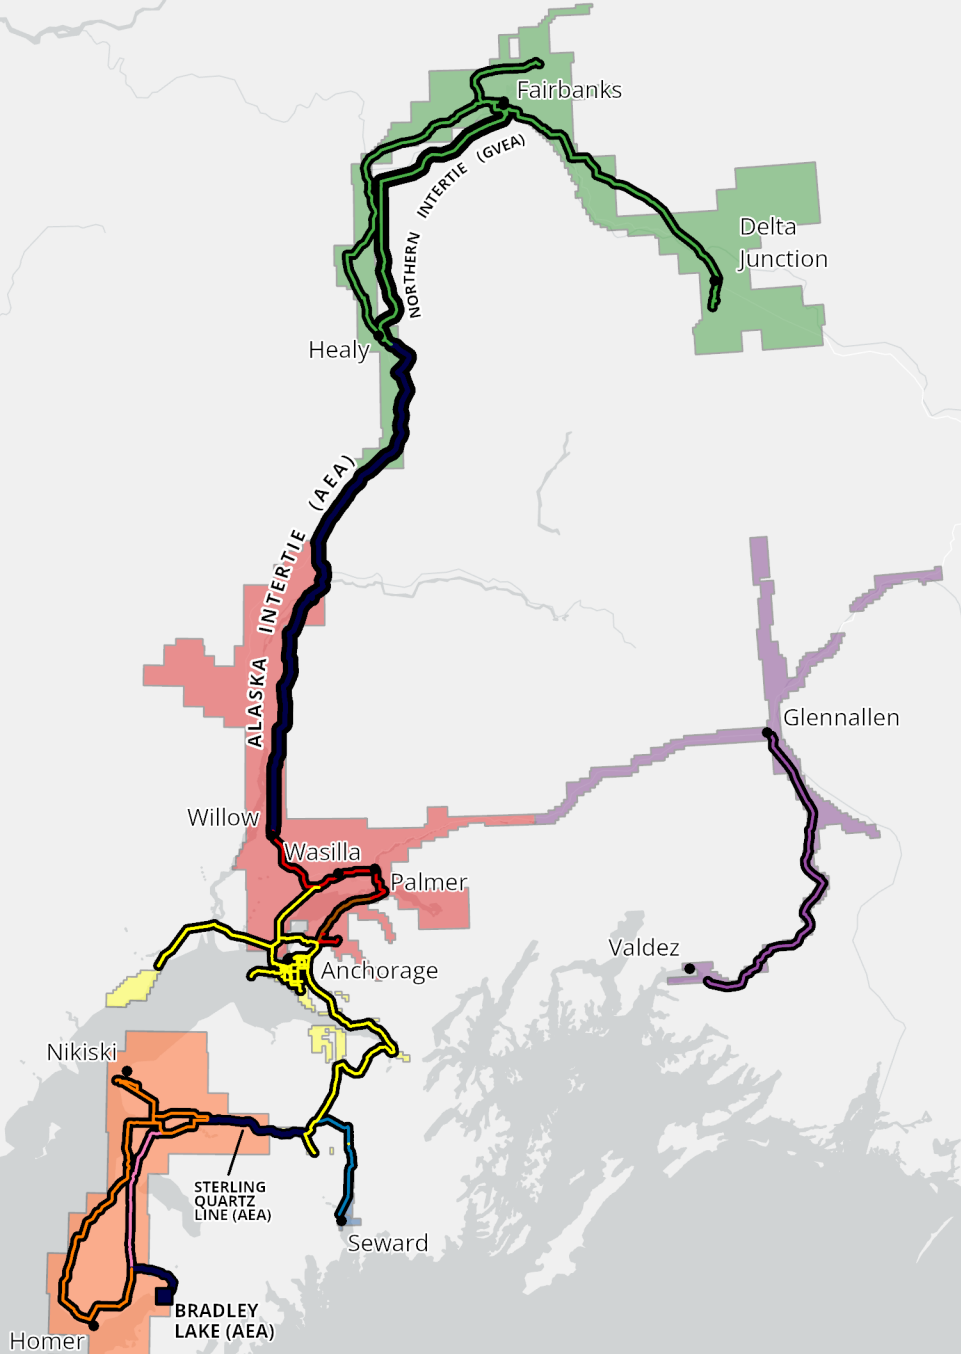 Fairbanks
NORTHERN INTERTIE (GVEA)
Delta
Junction
Healy
ALASKA INTERTIE (AEA)
Glennallen
Willow
Wasilla
Palmer
Valdez
Anchorage
Nikiski
STERLING
QUARTZ
LINE (AEA)
Seward
BRADLEY
LAKE (AEA)
Homer